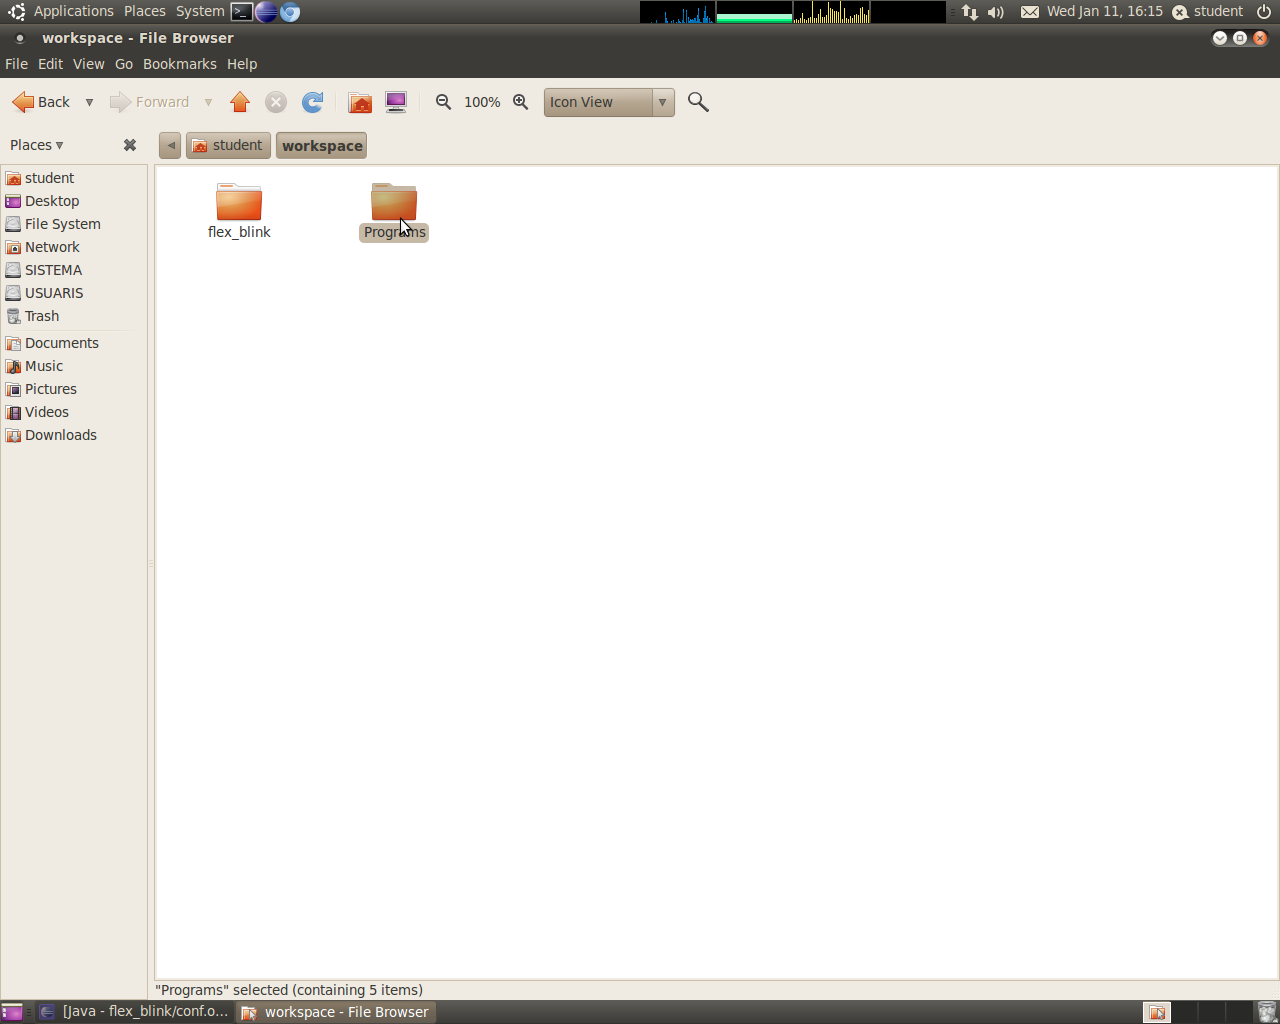 Applications Places System Wed Jan 11, 16:15 student
workspace - File Browser
File Edit View Go Bookmarks Help
Back Forward 100% Icon View
Places student workspace
student
Desktop
File System
Network
SISTEMA
USUARIS
Trash
Documents
Music
Pictures
Videos
Downloads
flex_blink Programs
"Programs" selected (containing 5 items)
[Java - flex_blink/conf.o... workspace - File Browser